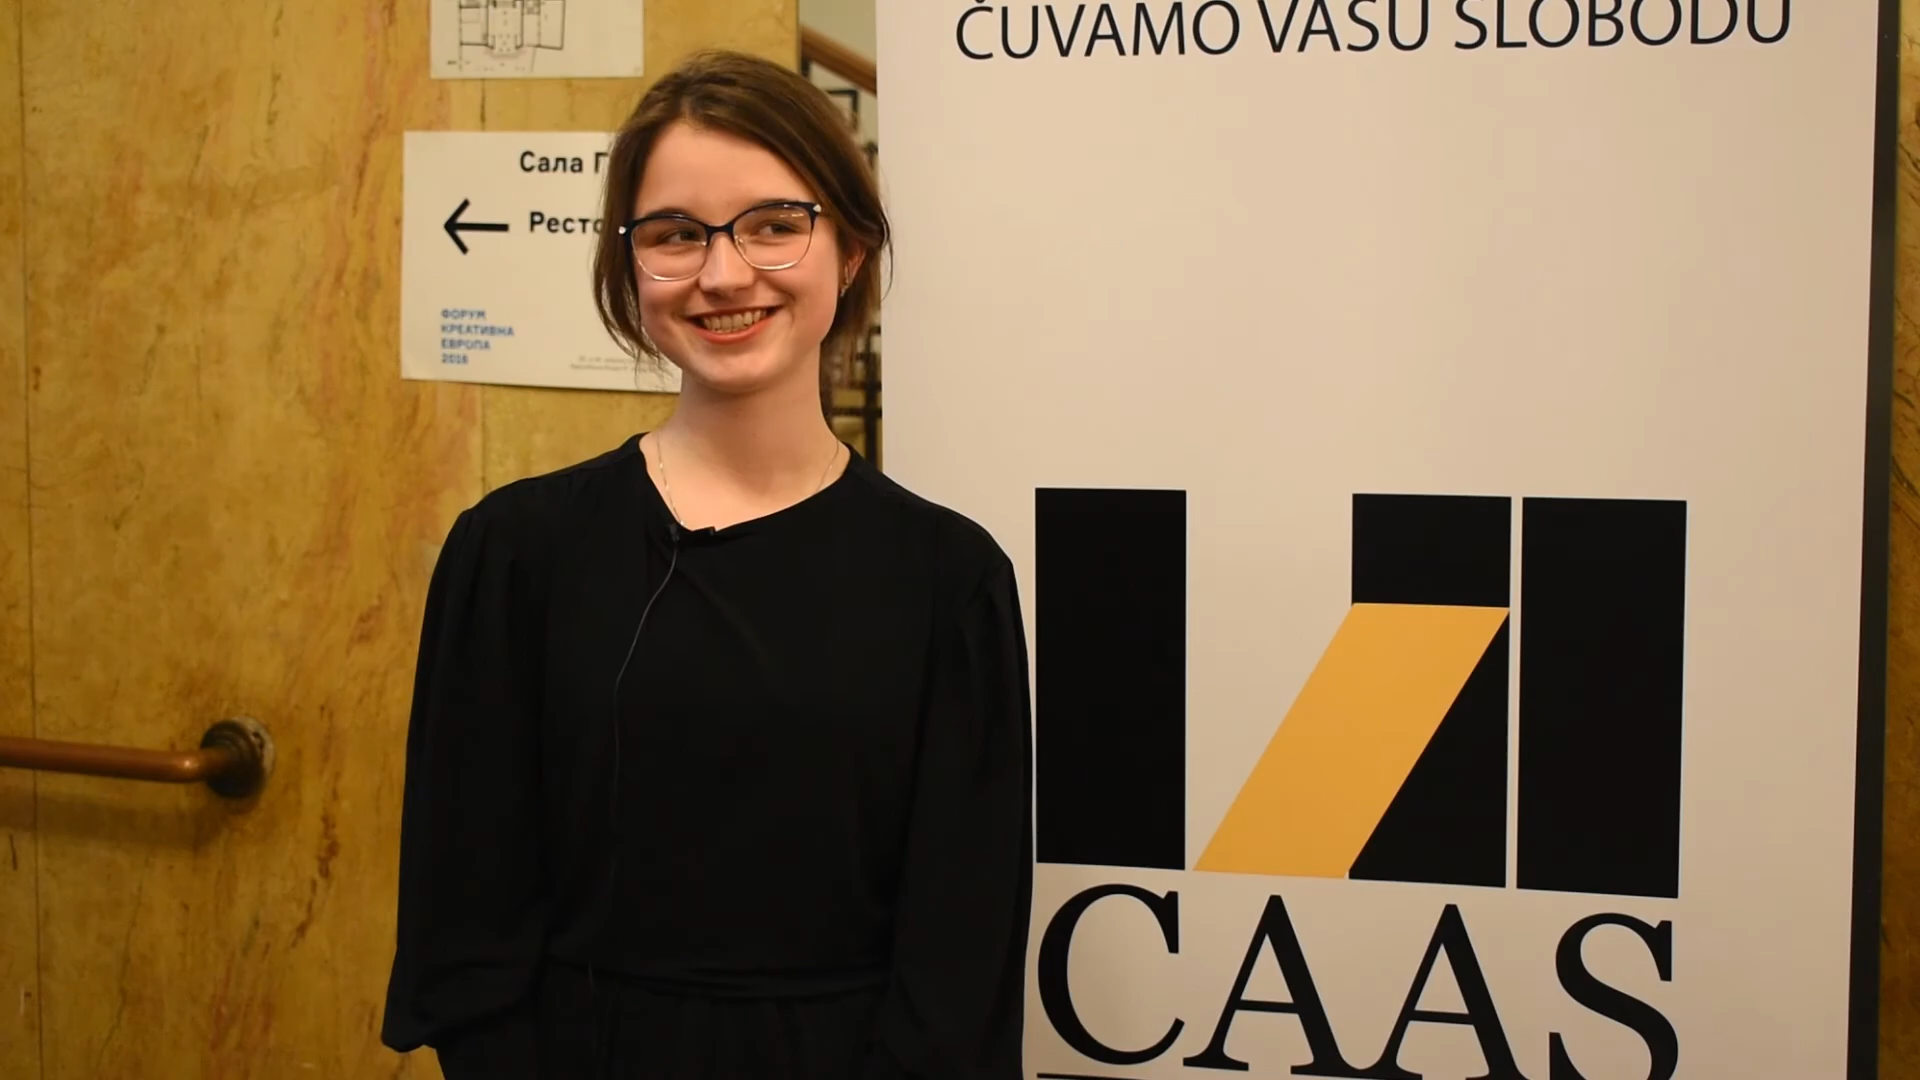 ČUVAMO VAŠU SLOBODU
Сала
Ресто
ФОРУМ
КРЕАТИВНА
ЕВРОПА
2018
CAAS